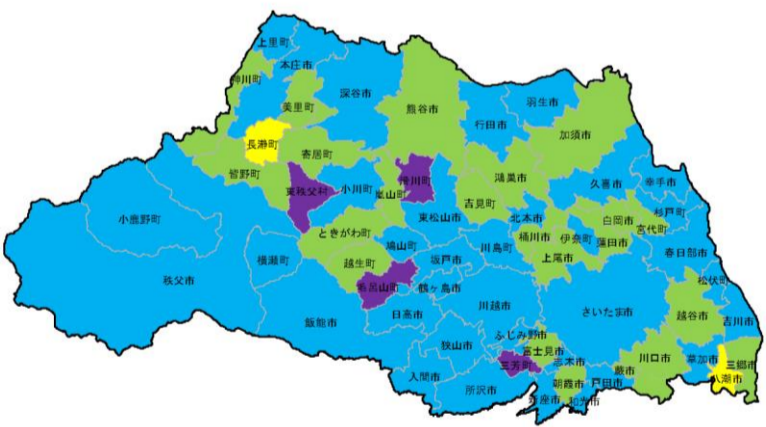 上里町
本庄市
神川町
美里町
深谷市
熊谷市
羽生市
行田市
加須市
長瀞町
寄居町
皆野町
東秩父村
小川町
嵐山町
滑川町
吉見町
鴻巣市
久喜市
幸手市
小鹿野町
東松山市
北本市
白岡市
杉戸町
宮代町
ときがわ町
鳩山町
川島町
桶川市
伊奈町
蓮田市
横瀬町
越生町
坂戸市
上尾市
春日部市
秩父市
毛呂山町
鶴ヶ島市
松伏町
飯能市
日高市
川越市
さいたま市
越谷市
吉川市
狭山市
ふじみ野市
富士見市
三芳町
志木市
川口市
草加市
三郷市
入間市
所沢市
朝霞市
戸田市
蕨市
八潮市
新座市
和光市